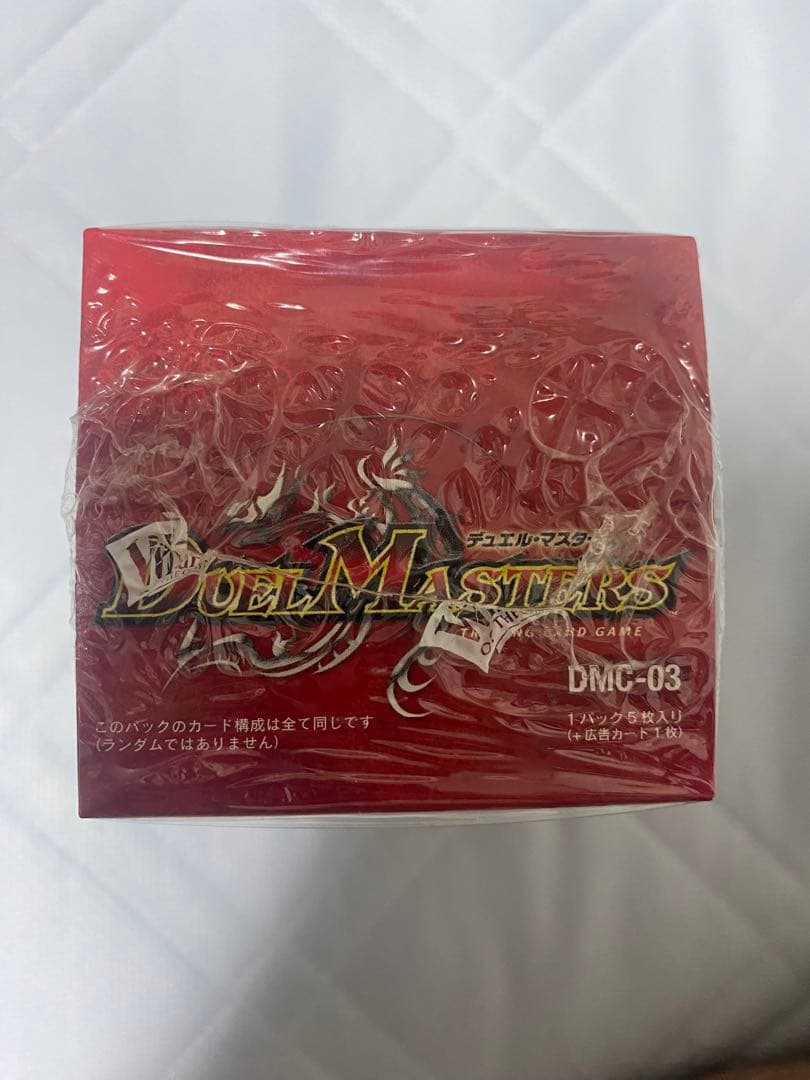 デュエル・マスター
DUEL MASTERS
TRADING CARD GAME
DMC-03
このパックのカード構成は全て同じです
(ランダムではありません)
1パック5枚入り
(+広告カード1枚)